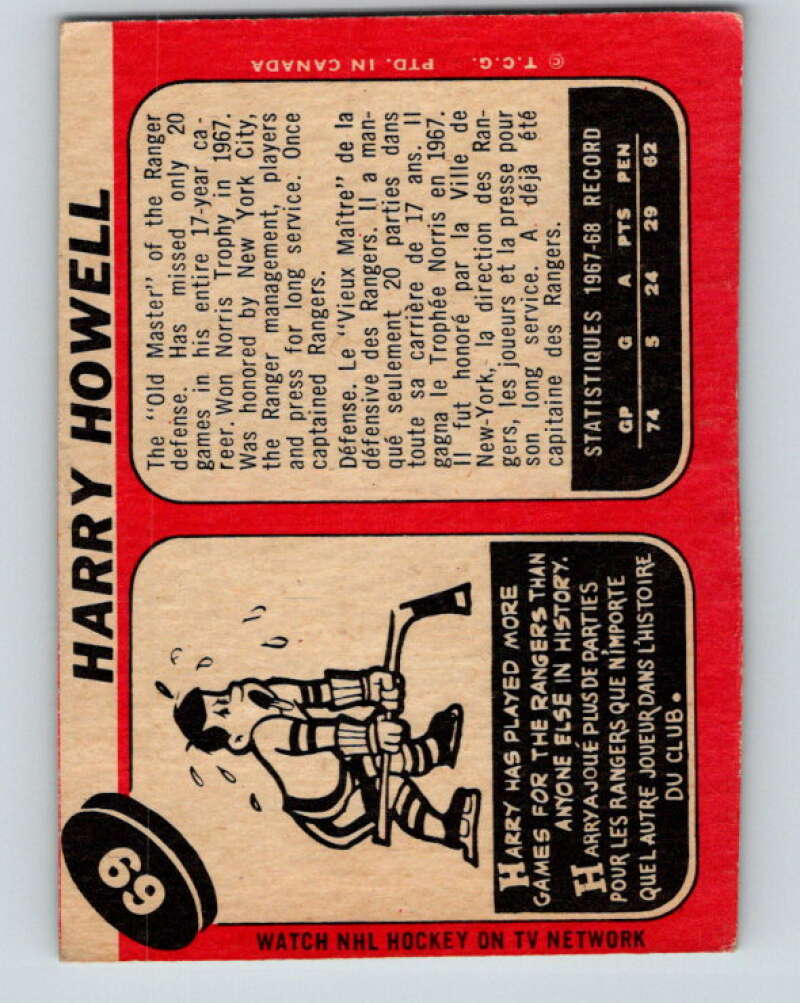 69
HARRY HOWELL
The "Old Master" of the Ranger
defense. Has missed only 20
games in his entire 17-year ca-
reer. Won Norris Trophy in 1967.
Was honored by New York City,
the Ranger management, players
and press for long service. Once
captained Rangers.
Défense. Le "Vieux Maître" de la
défensive des Rangers. Il a man-
qué seulement 20 parties dans
toute sa carrière de 17 ans. Il
gagna le Trophée Norris en 1967.
Il fut honoré par la Ville de
New-York, la direction des Ran-
gers, les joueurs et la presse pour
son long service. A déjà été
capitaine des Rangers.
STATISTIQUES 1967-68 RECORD
GP G A PTS PEN
74 5 24 29 62
HARRY HAS PLAYED MORE
GAMES FOR THE RANGERS THAN
ANYONE ELSE IN HISTORY.
HARRY A JOUÉ PLUS DE PARTIES
POUR LES RANGERS QUE N'IMPORTE
QUEL AUTRE JOUEUR DANS L'HISTOIRE
DU CLUB.
WATCH NHL HOCKEY ON TV NETWORK
© T.C.G. PTD. IN CANADA